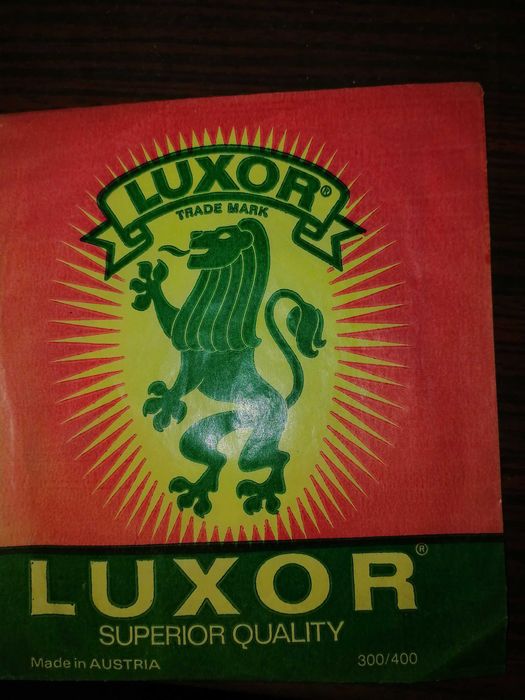 LUXOR®
TRADE MARK
LUXOR®
SUPERIOR QUALITY
Made in AUSTRIA 300/400